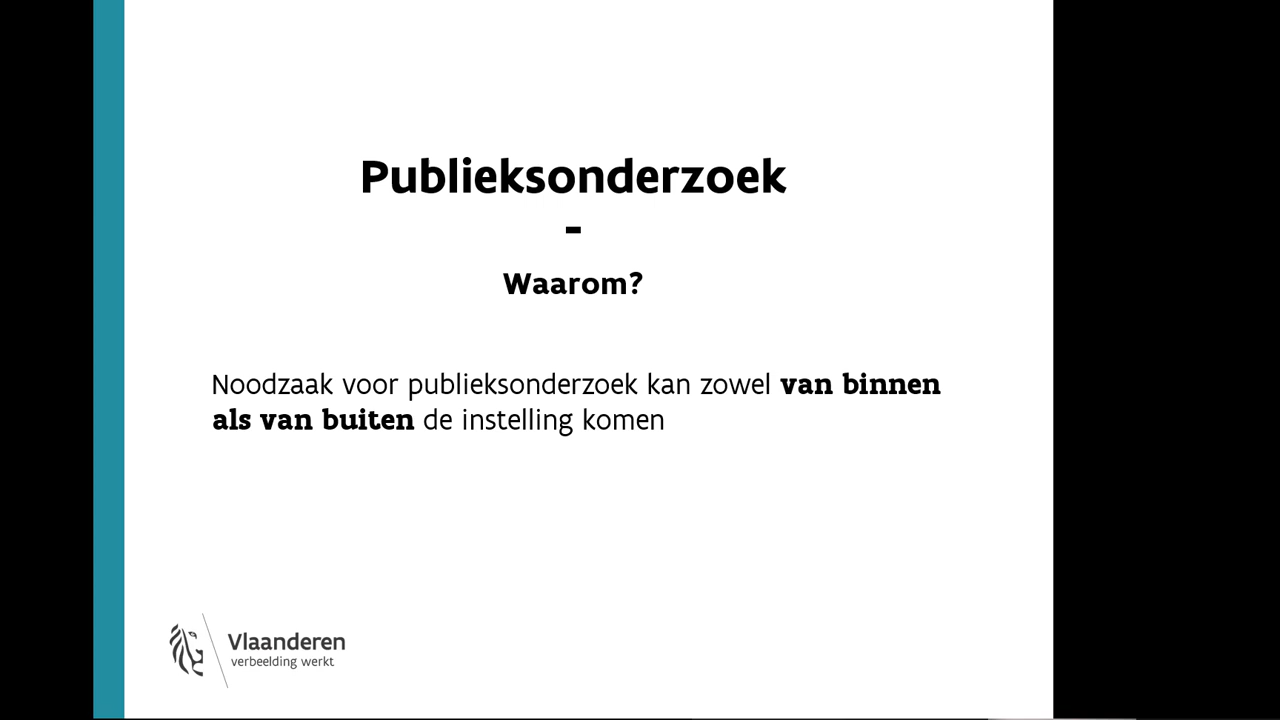 Publieksonderzoek
-
Waarom?
Noodzaak voor publieksonderzoek kan zowel van binnen
als van buiten de instelling komen
Vlaanderen
verbeelding werkt